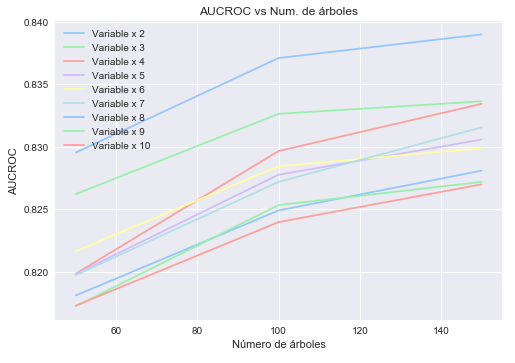 AUCROC vs Num. de árboles
0.840
0.835
0.830
0.825
0.820
AUCROC
Variable x 2
Variable x 3
Variable x 4
Variable x 5
Variable x 6
Variable x 7
Variable x 8
Variable x 9
Variable x 10
60 80 100 120 140
Número de árboles